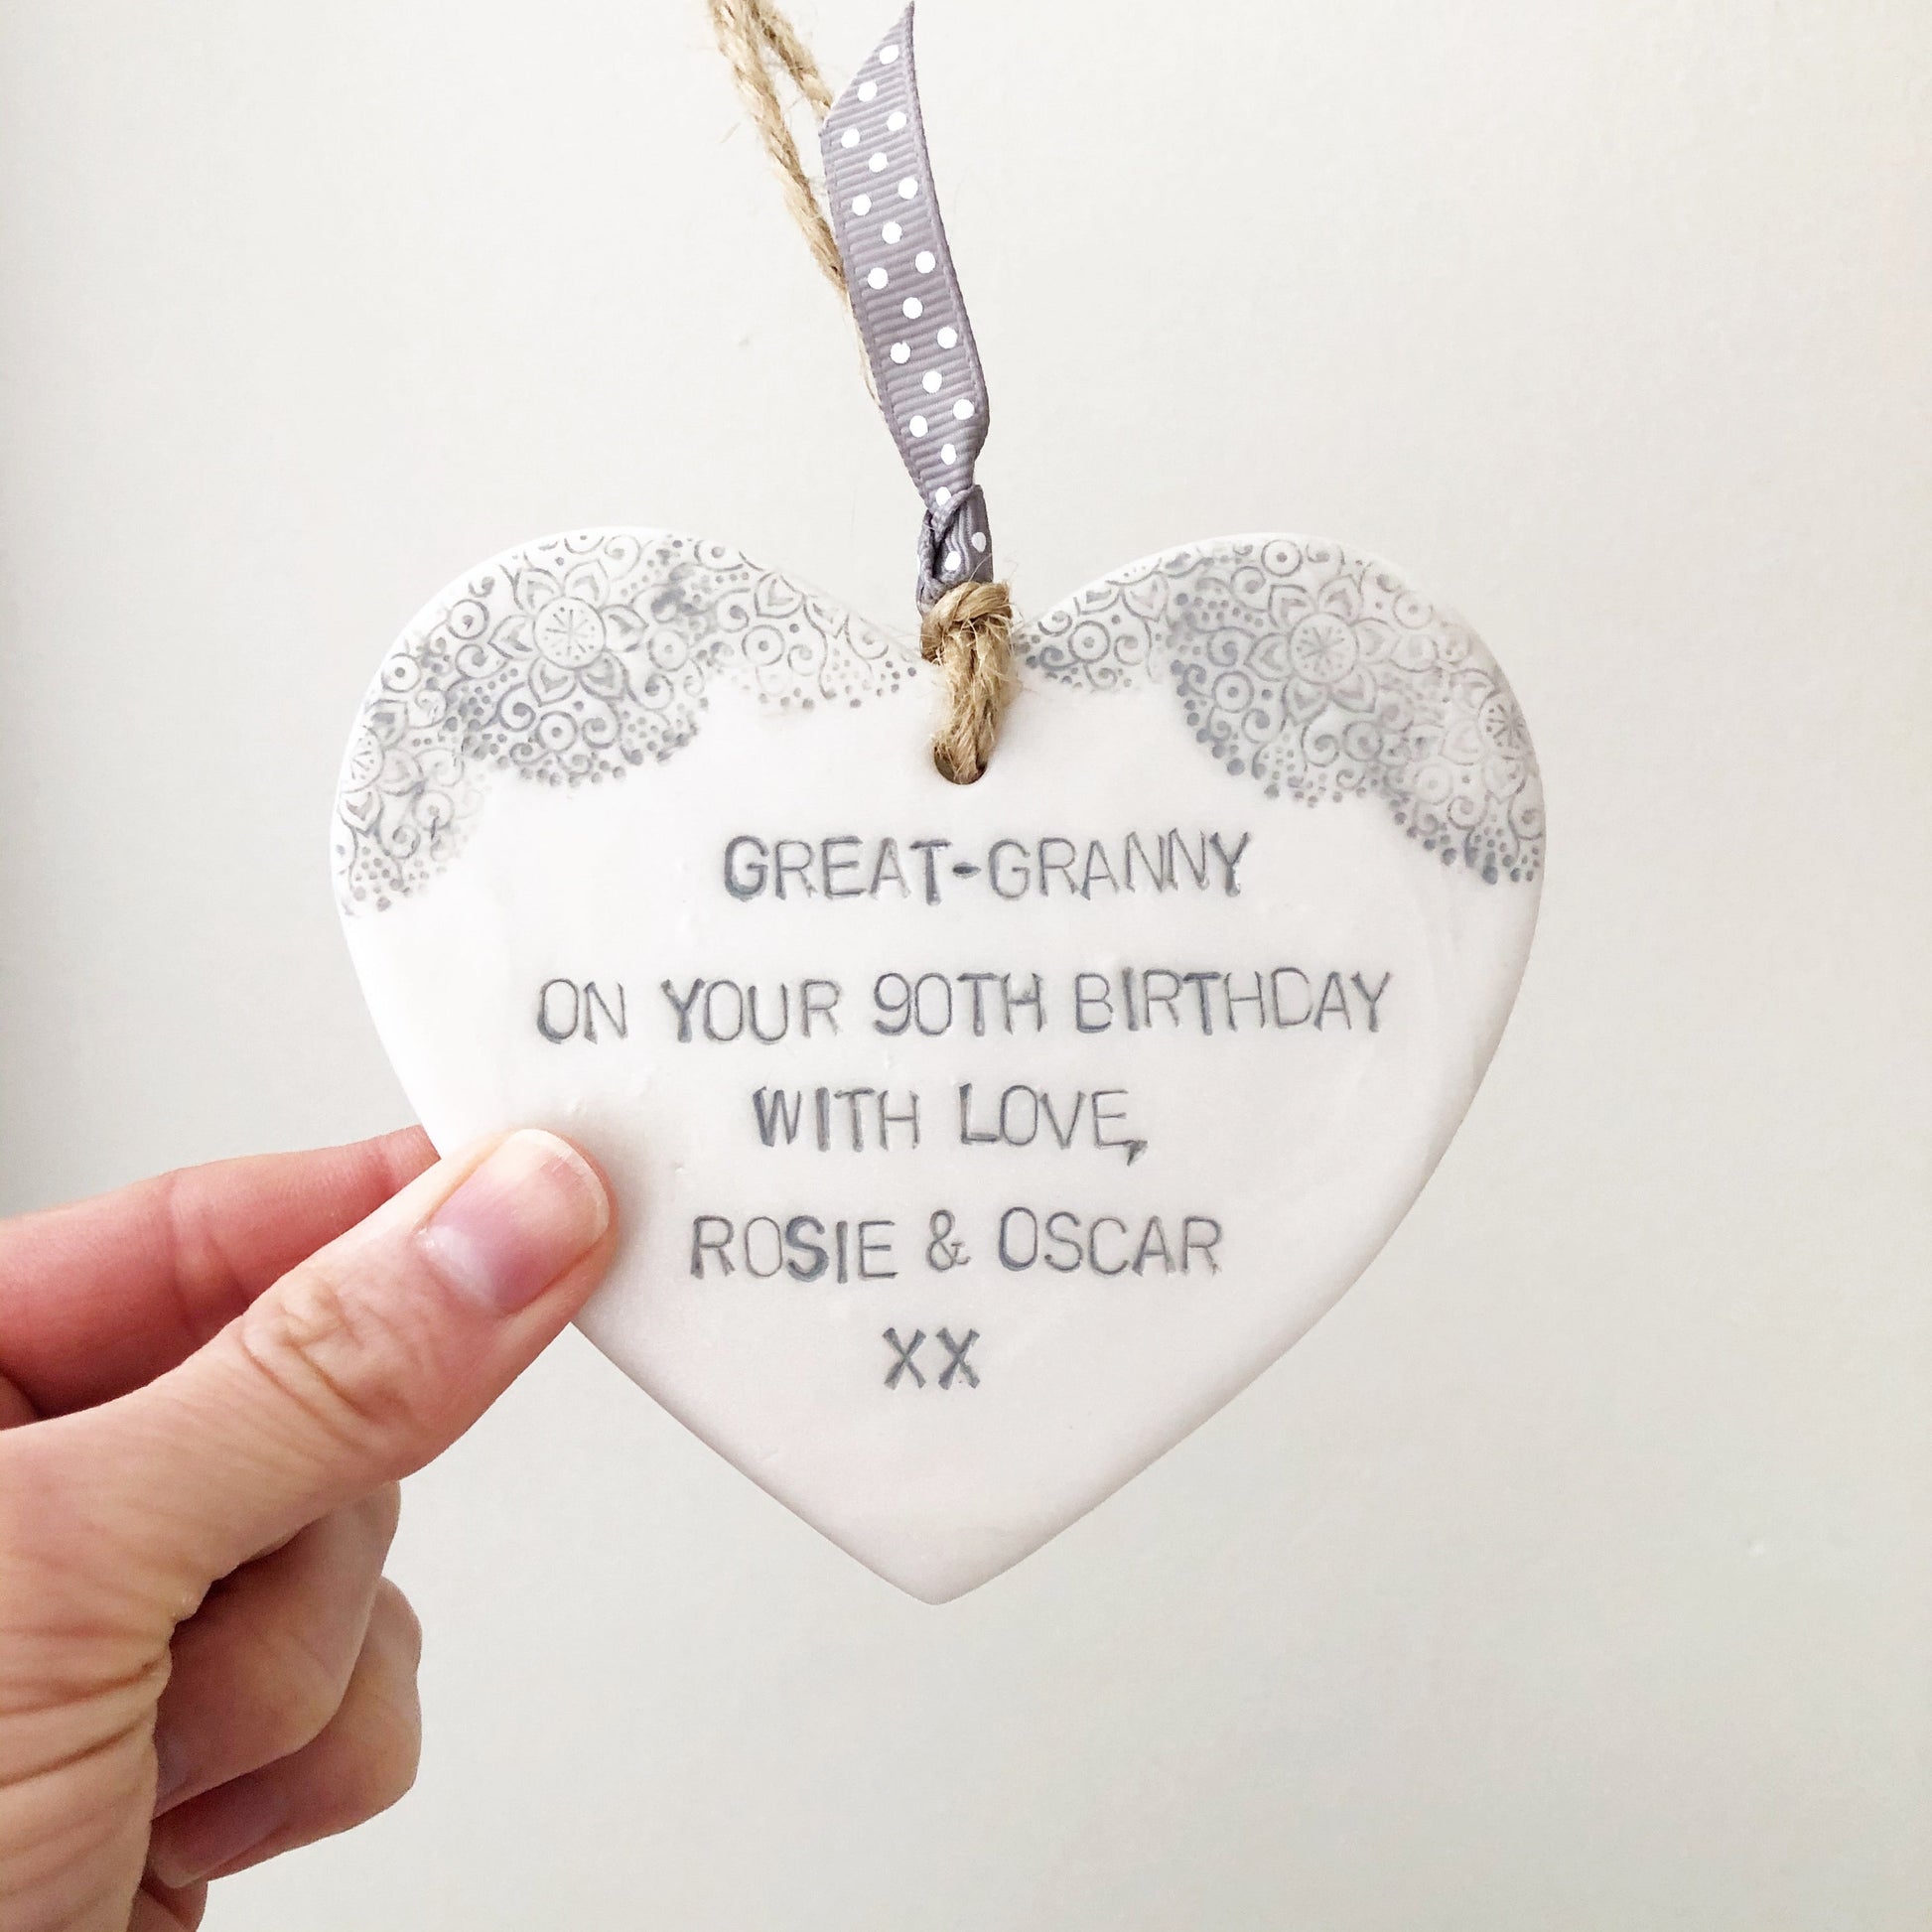 GREAT-GRANNY
ON YOUR 90TH BIRTHDAY
WITH LOVE,
ROSIE & OSCAR
XX